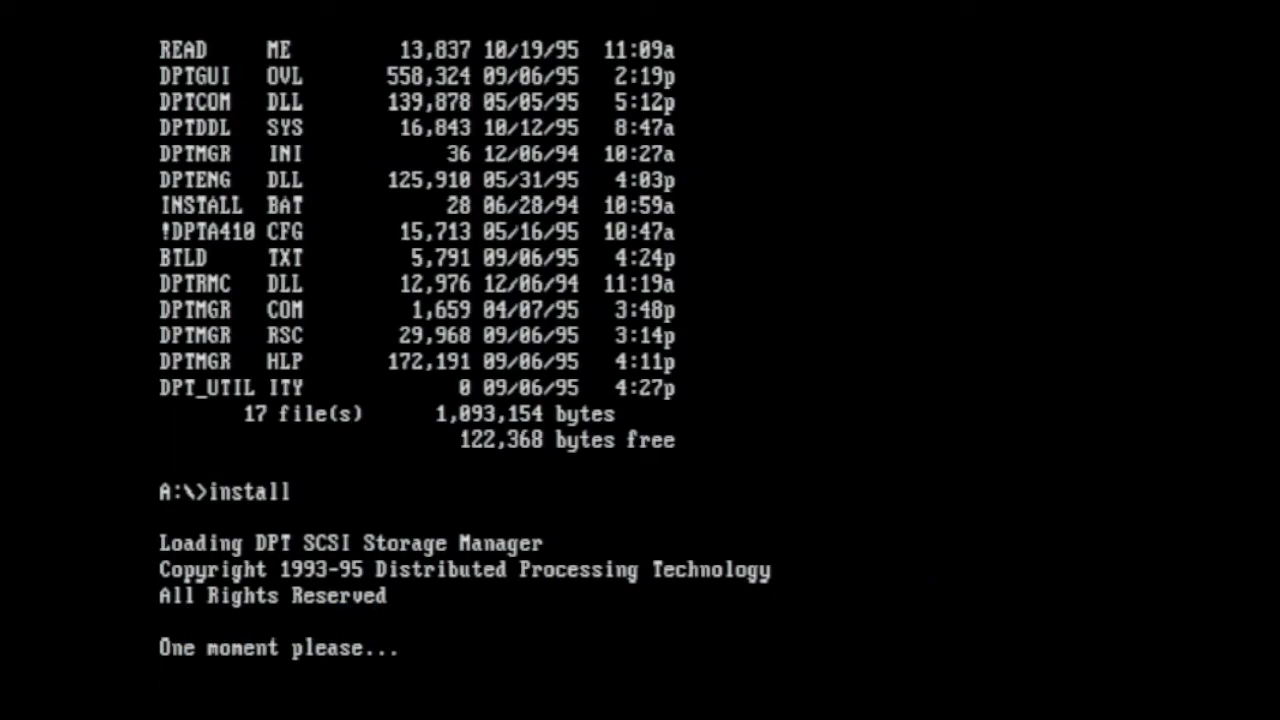 READ     ME         13,837 10/19/95  11:09a
DPTGUI   OVL       558,324 09/06/95   2:19p
DPTCOM   DLL       139,878 05/05/95   5:12p
DPTDDL   SYS        16,843 10/12/95   8:47a
DPTMGR   INI            36 12/06/94  10:27a
DPTENG   DLL       125,910 05/31/95   4:03p
INSTALL  BAT            28 06/28/94  10:59a
!DPTA410 CFG        15,713 05/16/95  10:47a
BTLD     TXT         5,791 09/06/95   4:24p
DPTRMC   DLL        12,976 12/06/94  11:19a
DPTMGR   COM         1,659 04/07/95   3:48p
DPTMGR   RSC        29,968 09/06/95   3:14p
DPTMGR   HLP       172,191 09/06/95   4:11p
DPT_UTIL ITY             0 09/06/95   4:27p
17 file(s)      1,093,154 bytes
122,368 bytes free
A:\>install
Loading DPT SCSI Storage Manager
Copyright 1993-95 Distributed Processing Technology
All Rights Reserved
One moment please...